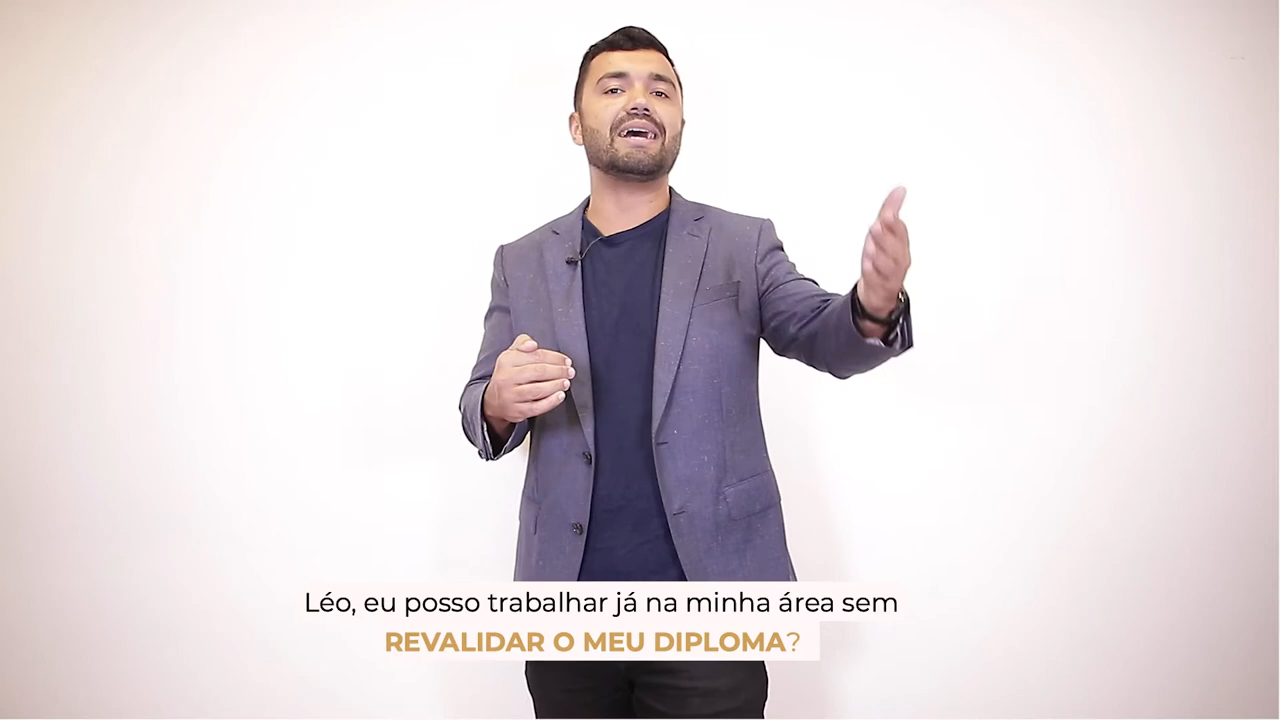 Léo, eu posso trabalhar já na minha área sem
REVALIDAR O MEU DIPLOMA?